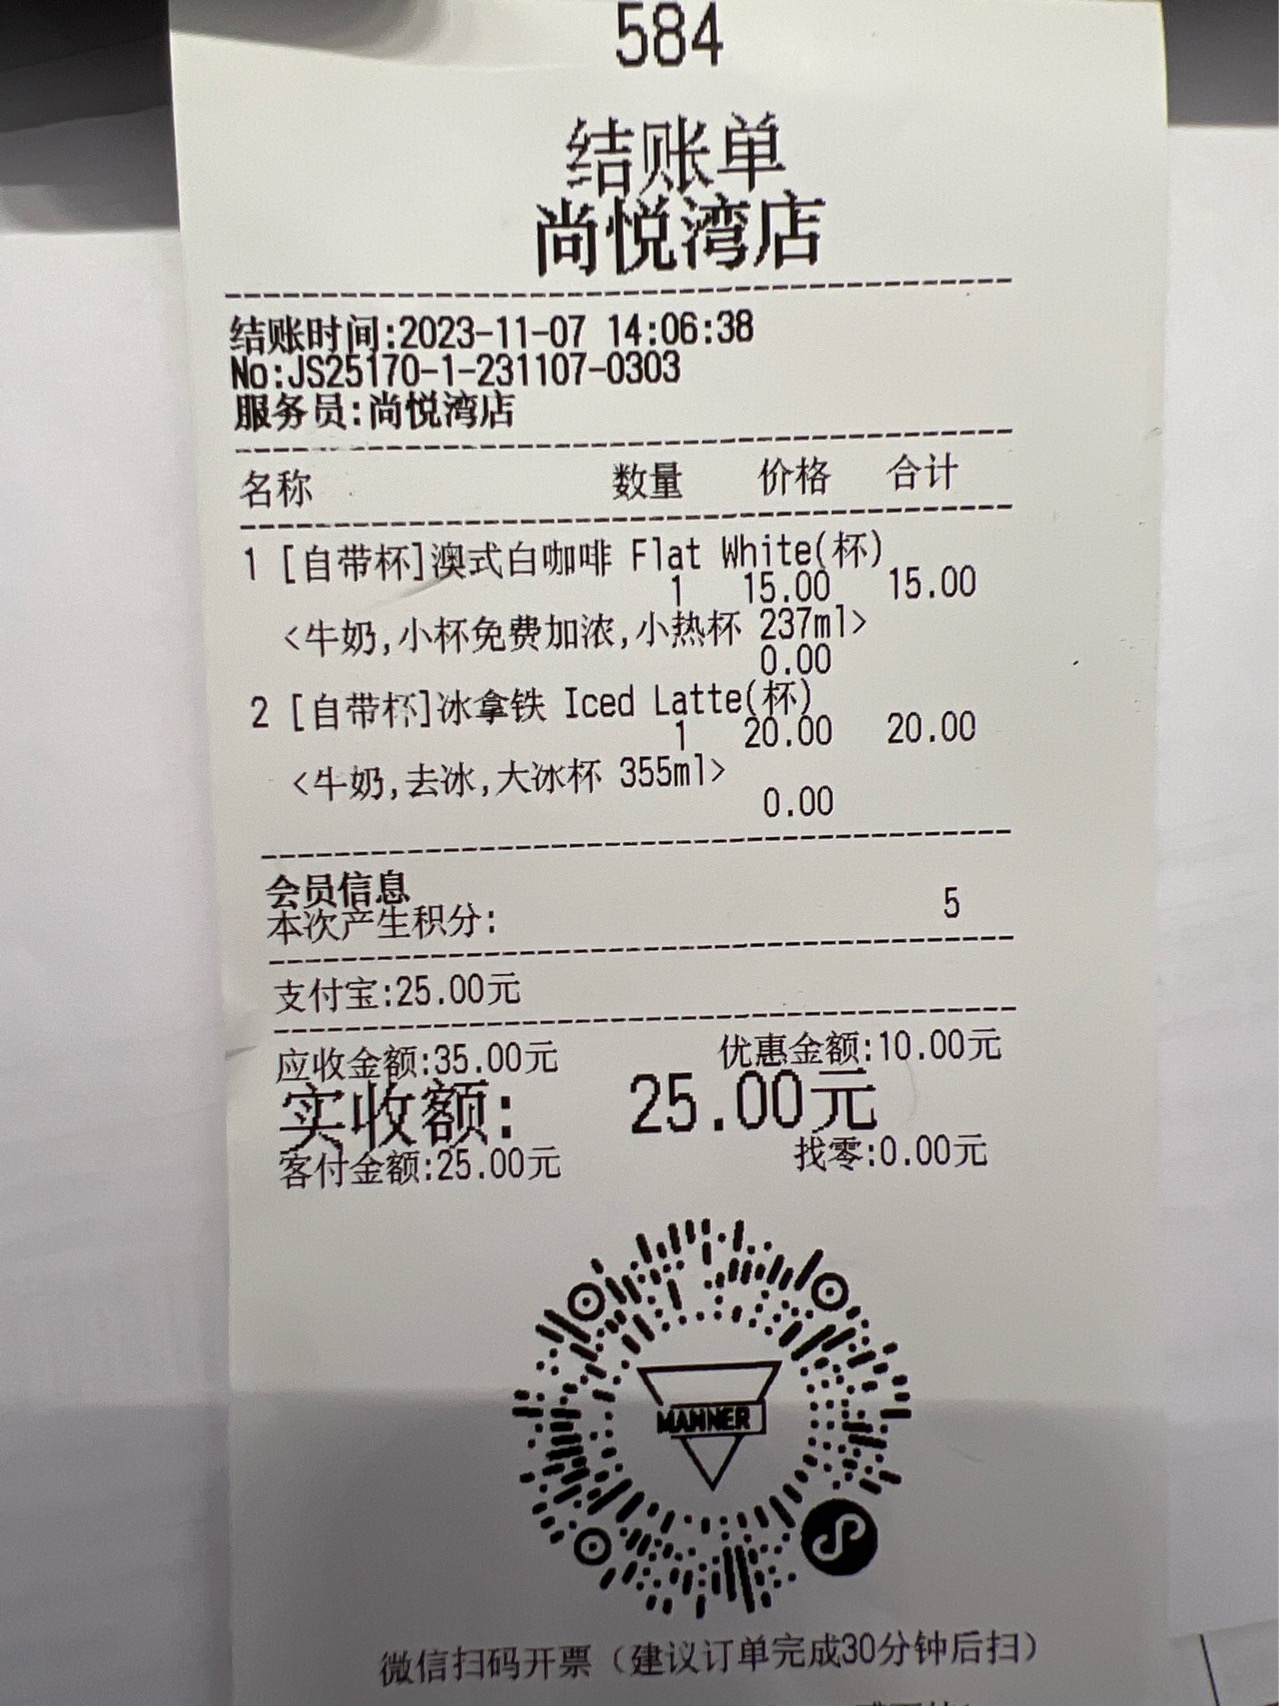 584
结账单
尚悦湾店
结账时间:2023-11-07 14:06:38
No:JS25170-1-231107-0303
服务员:尚悦湾店
名称 数量 价格 合计
1 [自带杯]澳式白咖啡 Flat White(杯)
1 15.00 15.00
<牛奶,小杯免费加浓,小热杯 237ml>
0.00
2 [自带杯]冰拿铁 Iced Latte(杯)
1 20.00 20.00
<牛奶,去冰,大冰杯 355ml>
0.00
会员信息
本次产生积分: 5
支付宝:25.00元
应收金额:35.00元 优惠金额:10.00元
实收额: 25.00元
客付金额:25.00元 找零:0.00元
MANNER
微信扫码开票（建议订单完成30分钟后扫）